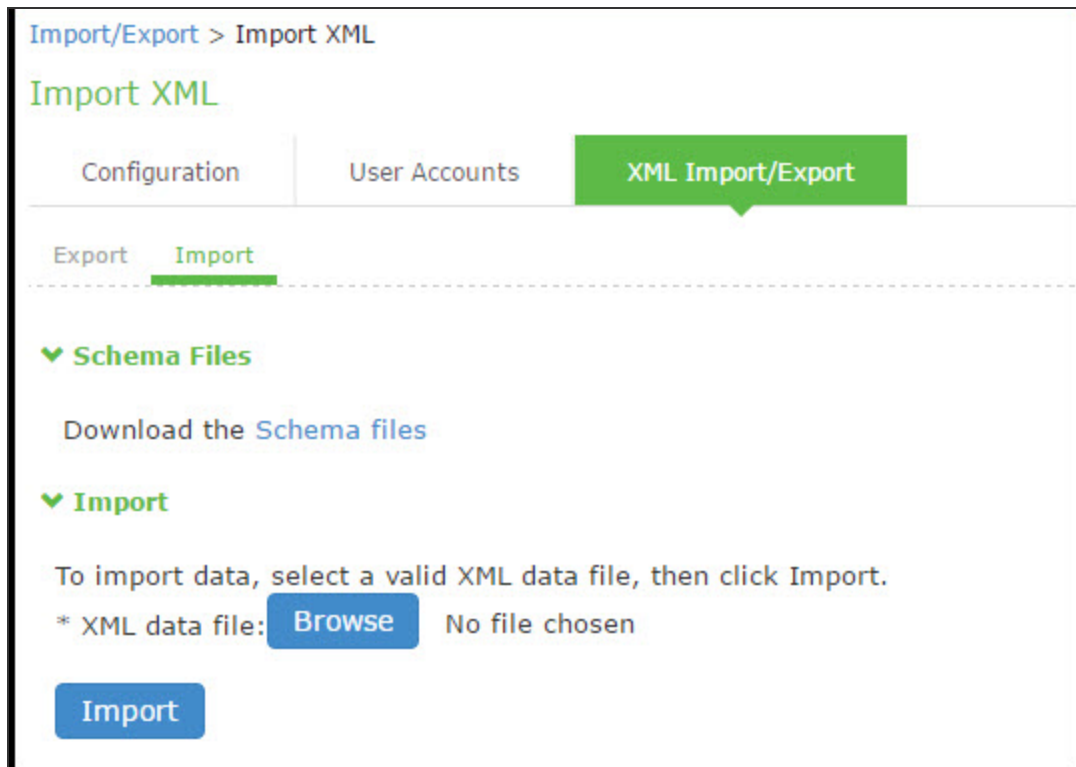 Import/Export > Import XML
Import XML
Configuration User Accounts XML Import/Export
Export Import
Schema Files
Download the Schema files
Import
To import data, select a valid XML data file, then click Import.
* XML data file: Browse No file chosen
Import